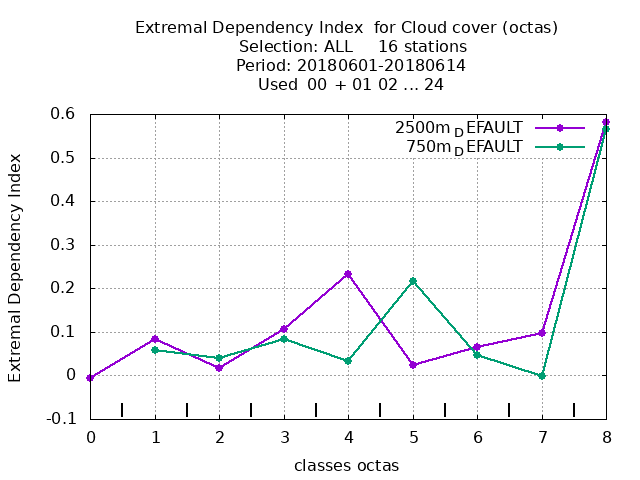 Extremal Dependency Index  for Cloud cover (octas)
Selection: ALL     16 stations
Period: 20180601-20180614
Used  00 + 01 02 ... 24
2500m_DEFAULT
750m_DEFAULT
Extremal Dependency Index
0.6
0.5
0.4
0.3
0.2
0.1
0
-0.1
0 1 2 3 4 5 6 7 8
classes octas